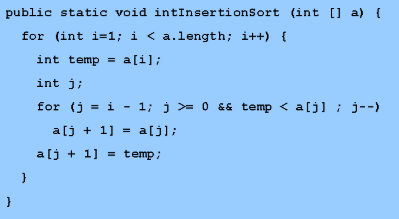 public static void intInsertionSort (int [] a) {
for (int i=1; i < a.length; i++) {
int temp = a[i];
int j;
for (j = i - 1; j >= 0 && temp < a[j] ; j--)
a[j + 1] = a[j];
a[j + 1] = temp;
}
}